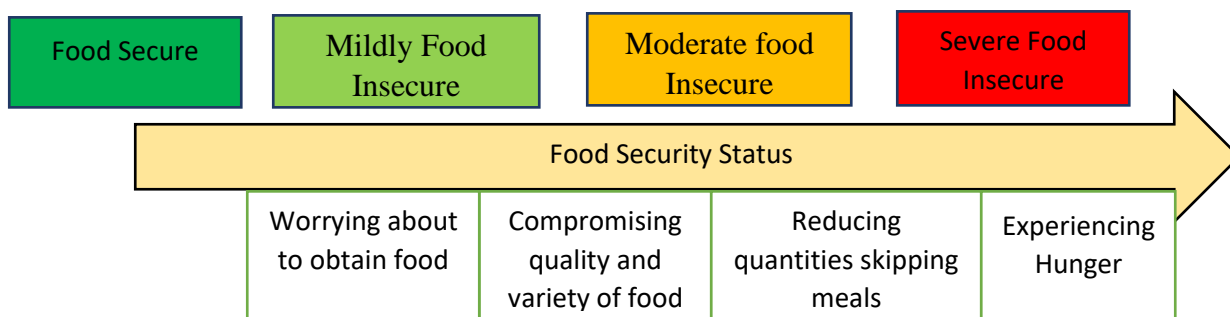 Food Secure
Mildly Food
Insecure
Moderate food
Insecure
Severe Food
Insecure
Food Security Status
Worrying about
to obtain food
Compromising
quality and
variety of food
Reducing
quantities skipping
meals
Experiencing
Hunger